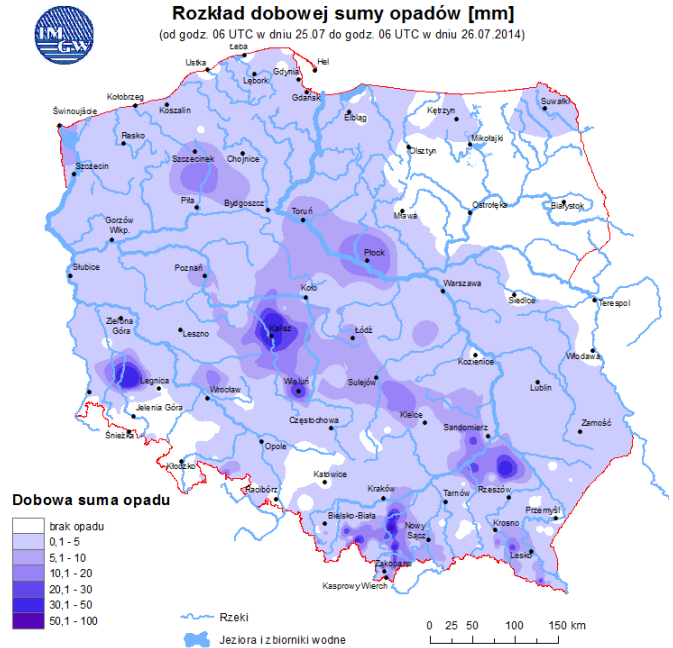 Rozkład dobowej sumy opadów [mm]
(od godz. 06 UTC w dniu 25.07 do godz. 06 UTC w dniu 26.07.2014)
IM
GW
Łeba
Ustka
Hel
Gdynia
Lębork
Gdańsk
Kołobrzeg
Koszalin
Świnoujście
Elbląg
Kętrzyn
Suwałki
Resko
Mikołajki
Szczecinek
Chojnice
Olsztyn
Szczecin
Piła
Bydgoszcz
Toruń
Mława
Ostrołęka
Białystok
Gorzów
Wlkp.
Płock
Słubice
Poznań
Koło
Warszawa
Siedlce
Terespol
Zielona
Góra
Leszno
Kalisz
Łódź
Kozienice
Włodawa
Legnica
Wrocław
Wieluń
Sulejów
Lublin
Jelenia Góra
Kielce
Śnieżka
Częstochowa
Sandomierz
Zamość
Opole
Kłodzko
Katowice
Racibórz
Kraków
Tarnów
Rzeszów
Bielsko-Biała
Nowy
Sącz
Krosno
Przemyśl
Lesko
Zakopane
Kasprowy Wierch
Dobowa suma opadu
brak opadu
0,1 - 5
5,1 - 10
10,1 - 20
20,1 - 30
30,1 - 50
50,1 - 100
Rzeki
Jeziora i zbiorniki wodne
0 25 50 100 150 km